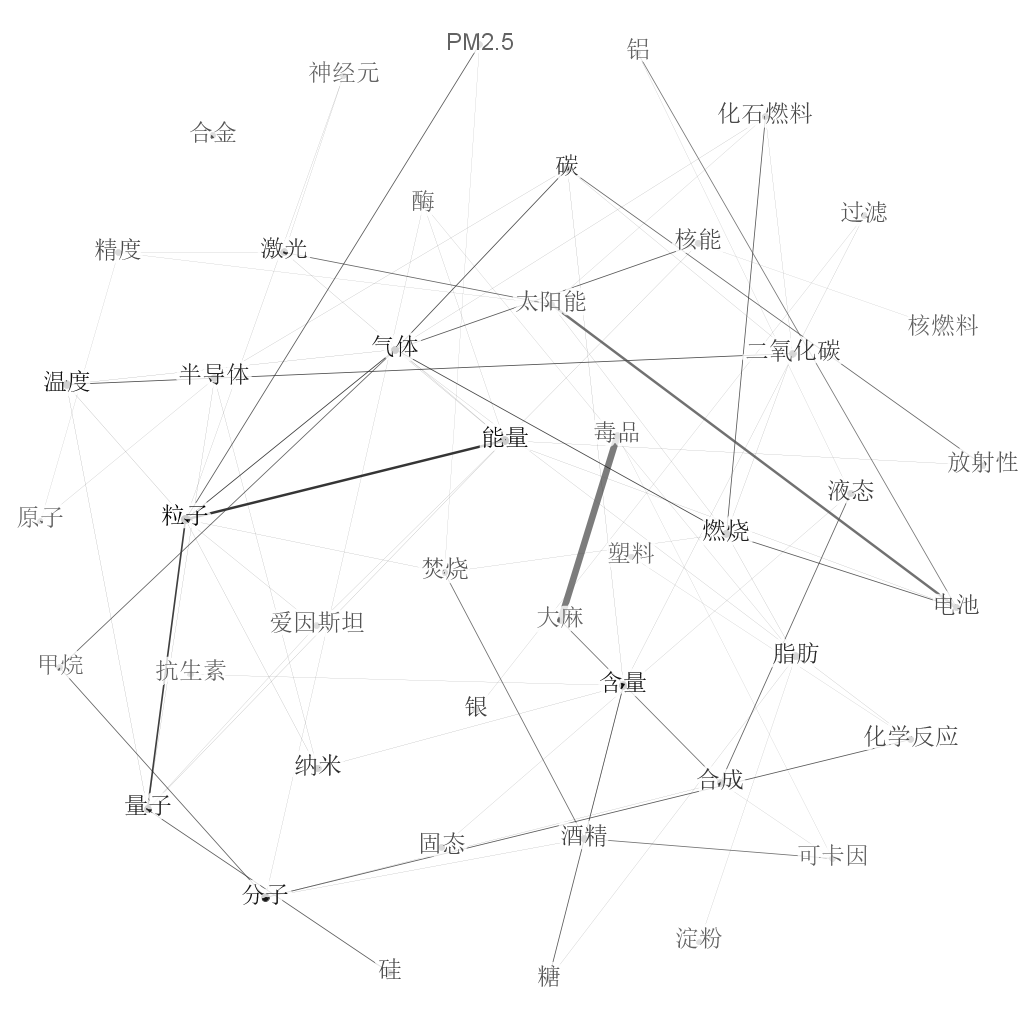 PM2.5
铝
神经元
化石燃料
合金
碳
酶
过滤
核能
精度
激光
太阳能
核燃料
气体
二氧化碳
半导体
温度
毒品
能量
放射性
液态
粒子
原子
燃烧
塑料
焚烧
电池
大麻
爱因斯坦
脂肪
甲烷
抗生素
含量
银
化学反应
纳米
合成
量子
酒精
固态
可卡因
分子
淀粉
硅
糖